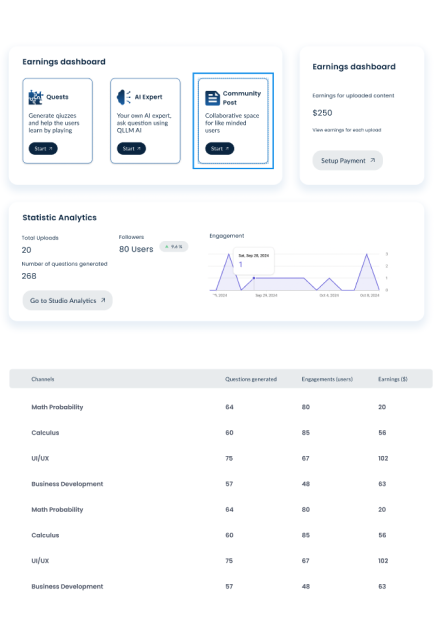 Earnings dashboard
Quests
Generate qiuzzes
and help the users
learn by playing
Start
AI Expert
Your own AI expert,
ask question using
QLLM AI
Start
Community
Post
Collaborative space
for like minded
users
Start
Earnings dashboard
Earnings for uploaded content
$250
View earnings for each upload
Setup Payment
Statistic Analytics
Total Uploads
20
Number of questions generated
268
Go to Studio Analytics
Followers
80 Users
Engagement
Sat, Sep 28, 2024
1
3
2
1
0
Sep 29, 2024
Oct 4, 2024
Oct 9, 2024
Channels Questions generated Engagements (users) Earnings ($)
Math Probability 64 80 20
Calculus 60 85 56
UI/UX 75 67 102
Business Development 57 48 63
Math Probability 64 80 20
Calculus 60 85 56
UI/UX 75 67 102
Business Development 57 48 63